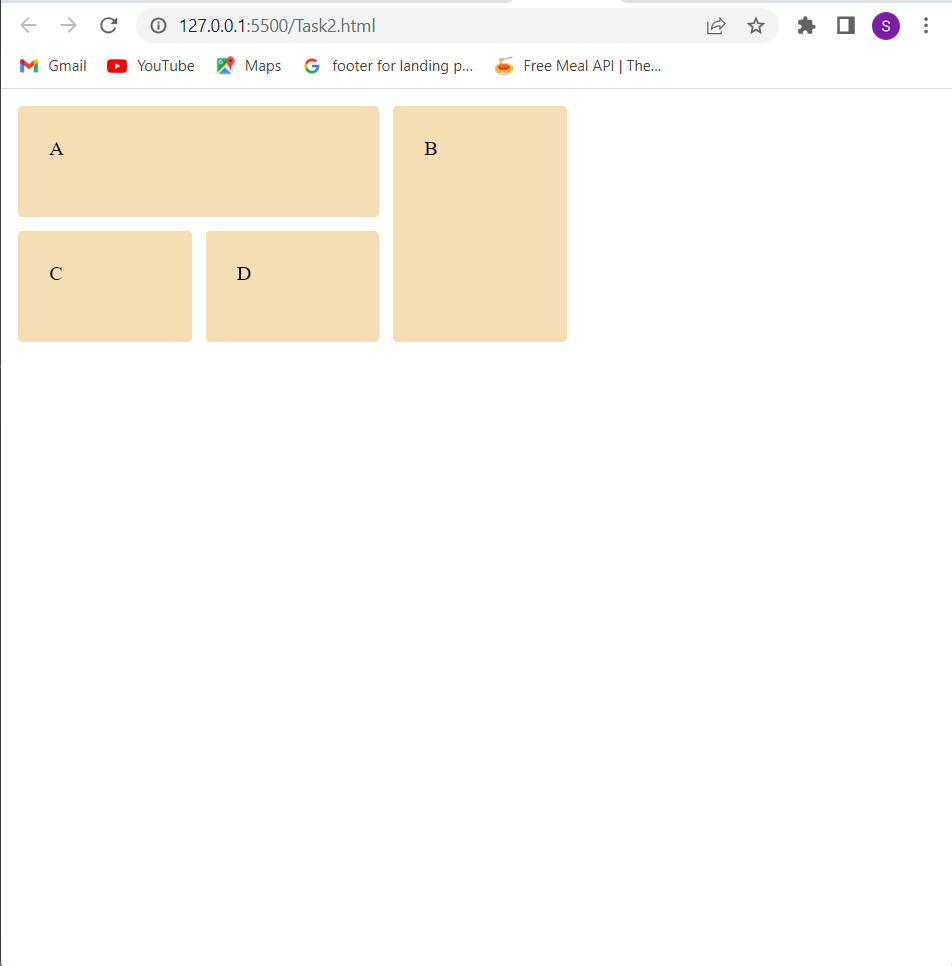 127.0.0.1:5500/Task2.html
S
Gmail YouTube Maps footer for landing p... Free Meal API | The...
A B
C D